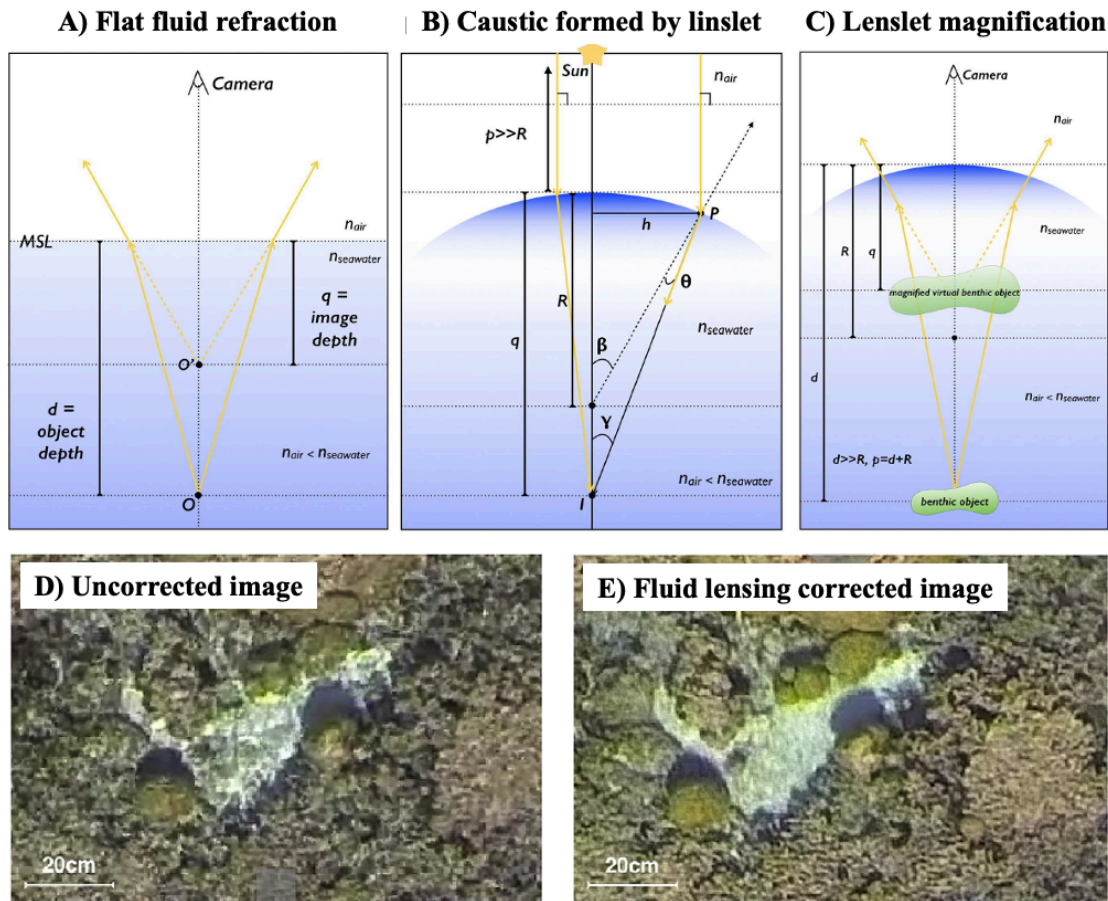 A) Flat fluid refraction
B) Caustic formed by linslet
C) Lenslet magnification
Camera
MSL
n_air
n_seawater
q =
image
depth
O'
d =
object
depth
n_air < n_seawater
O
Sun
n_air
p>>R
P
h
θ
R
n_seawater
q
β
γ
n_air < n_seawater
I
Camera
n_air
n_seawater
R
q
magnified virtual benthic object
d
n_air < n_seawater
d>>R, p=d+R
benthic object
D) Uncorrected image
20cm
E) Fluid lensing corrected image
20cm